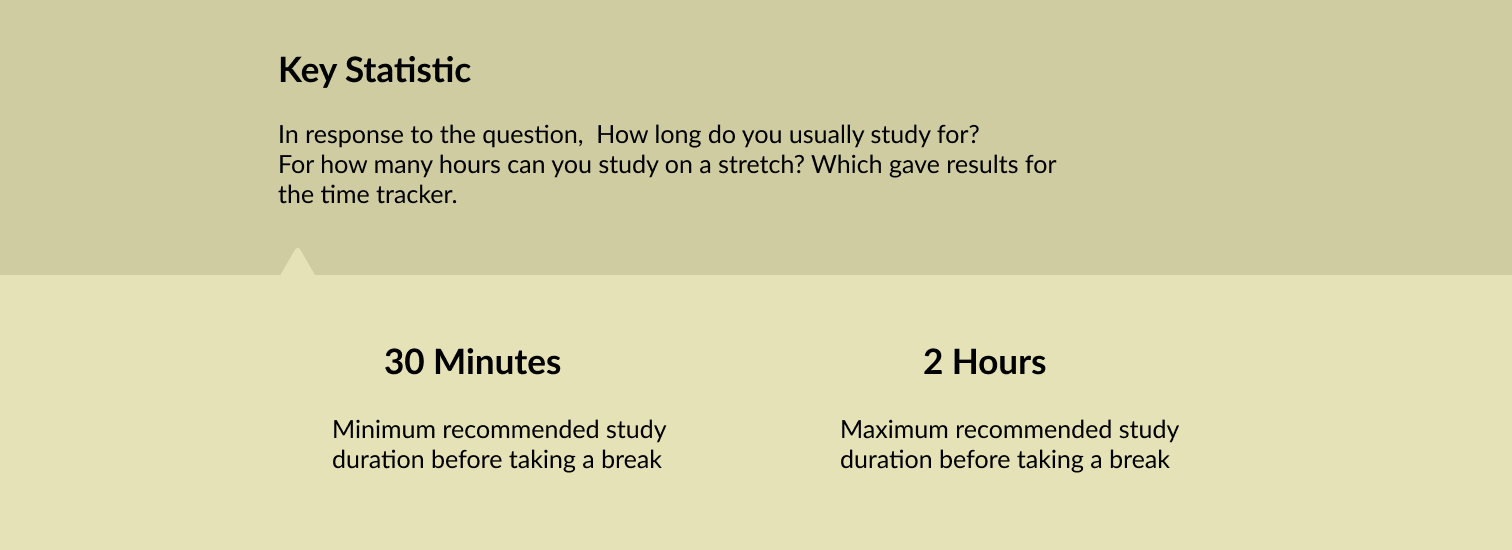 Key Statistic
In response to the question,  How long do you usually study for?
For how many hours can you study on a stretch? Which gave results for
the time tracker.
30 Minutes
2 Hours
Minimum recommended study
duration before taking a break
Maximum recommended study
duration before taking a break